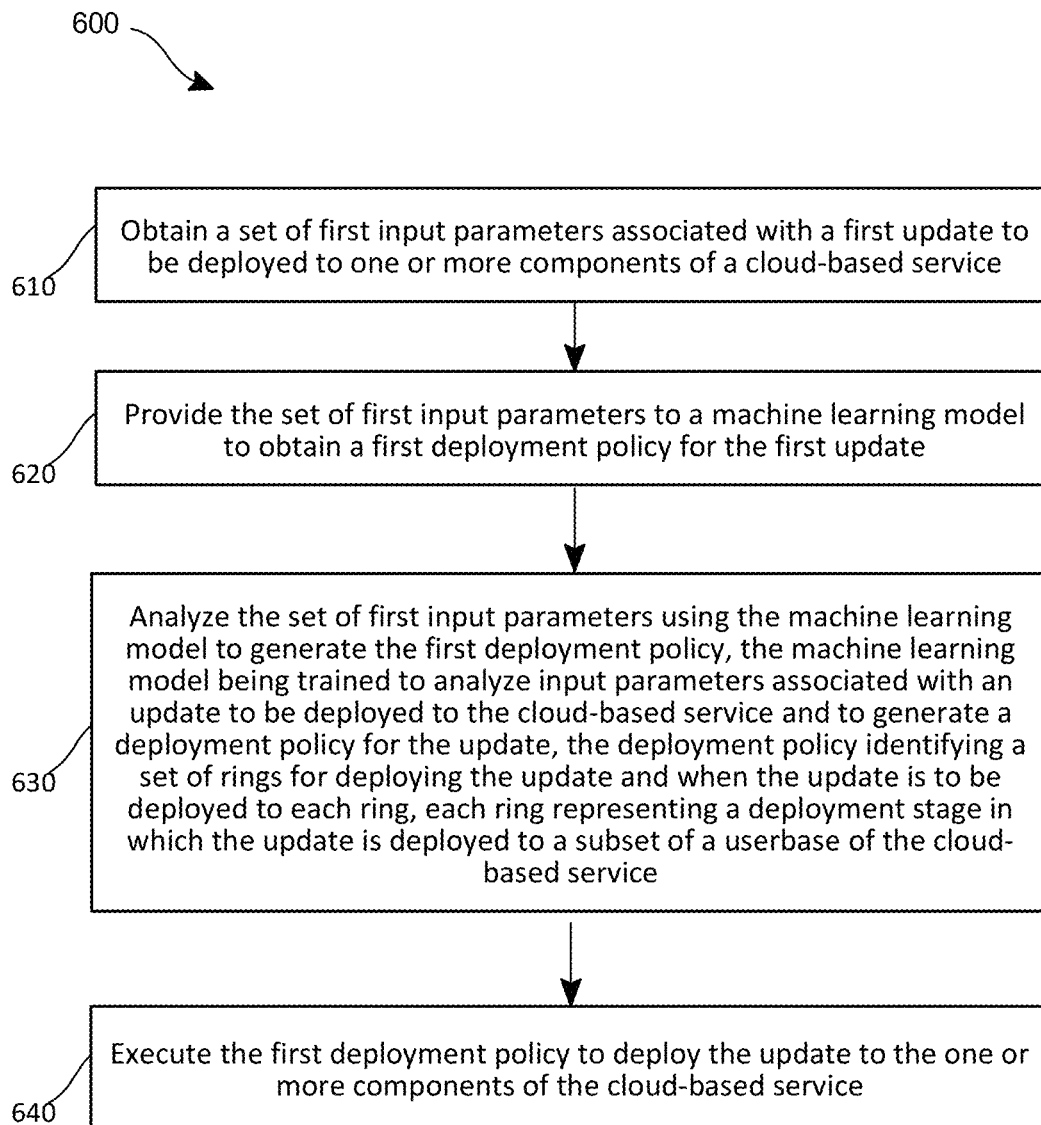 600
Obtain a set of first input parameters associated with a first update to
be deployed to one or more components of a cloud-based service
610
Provide the set of first input parameters to a machine learning model
to obtain a first deployment policy for the first update
620
Analyze the set of first input parameters using the machine learning
model to generate the first deployment policy, the machine learning
model being trained to analyze input parameters associated with an
update to be deployed to the cloud-based service and to generate a
deployment policy for the update, the deployment policy identifying a
set of rings for deploying the update and when the update is to be
deployed to each ring, each ring representing a deployment stage in
which the update is deployed to a subset of a userbase of the cloud-
based service
630
Execute the first deployment policy to deploy the update to the one or
more components of the cloud-based service
640